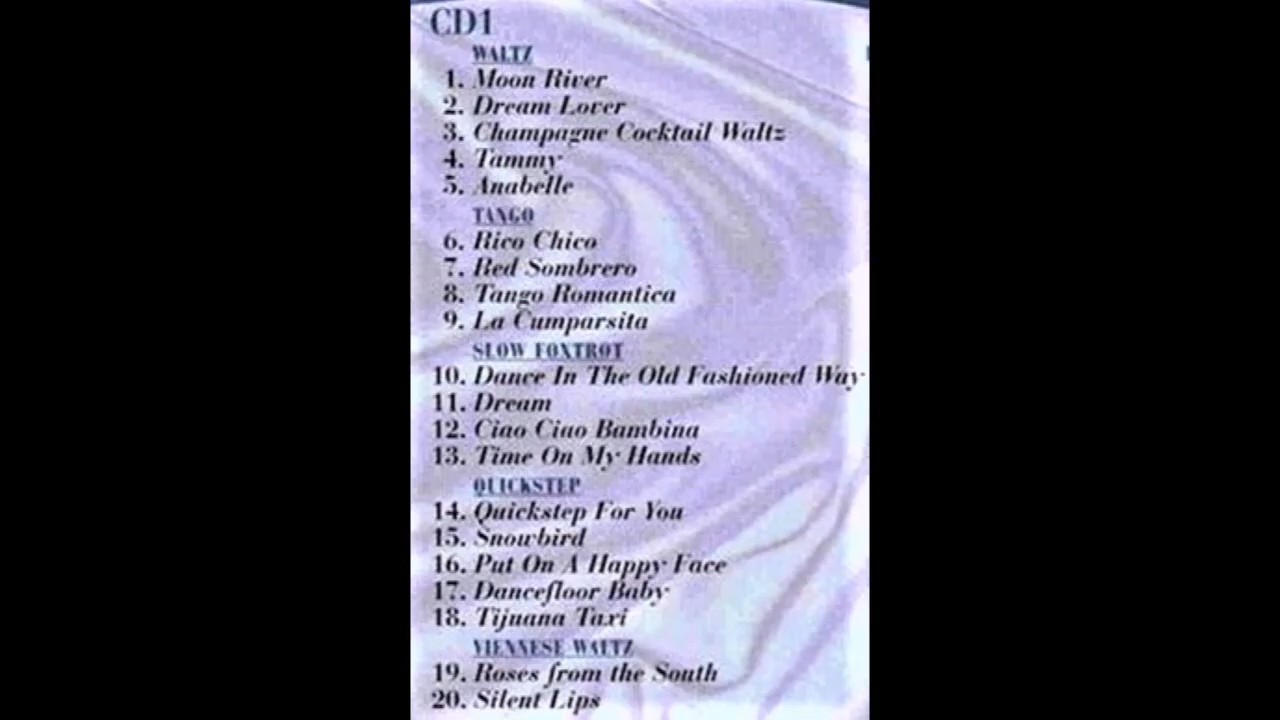 CD1
WALTZ
1. Moon River
2. Dream Lover
3. Champagne Cocktail Waltz
4. Tammy
5. Anabelle
TANGO
6. Rico Chico
7. Red Sombrero
8. Tango Romantica
9. La Cumparsita
SLOW FOXTROT
10. Dance In The Old Fashioned Way
11. Dream
12. Ciao Ciao Bambina
13. Time On My Hands
QUICKSTEP
14. Quickstep For You
15. Snowbird
16. Put On A Happy Face
17. Dancefloor Baby
18. Tijuana Taxi
VIENNESE WALTZ
19. Roses from the South
20. Silent Lips